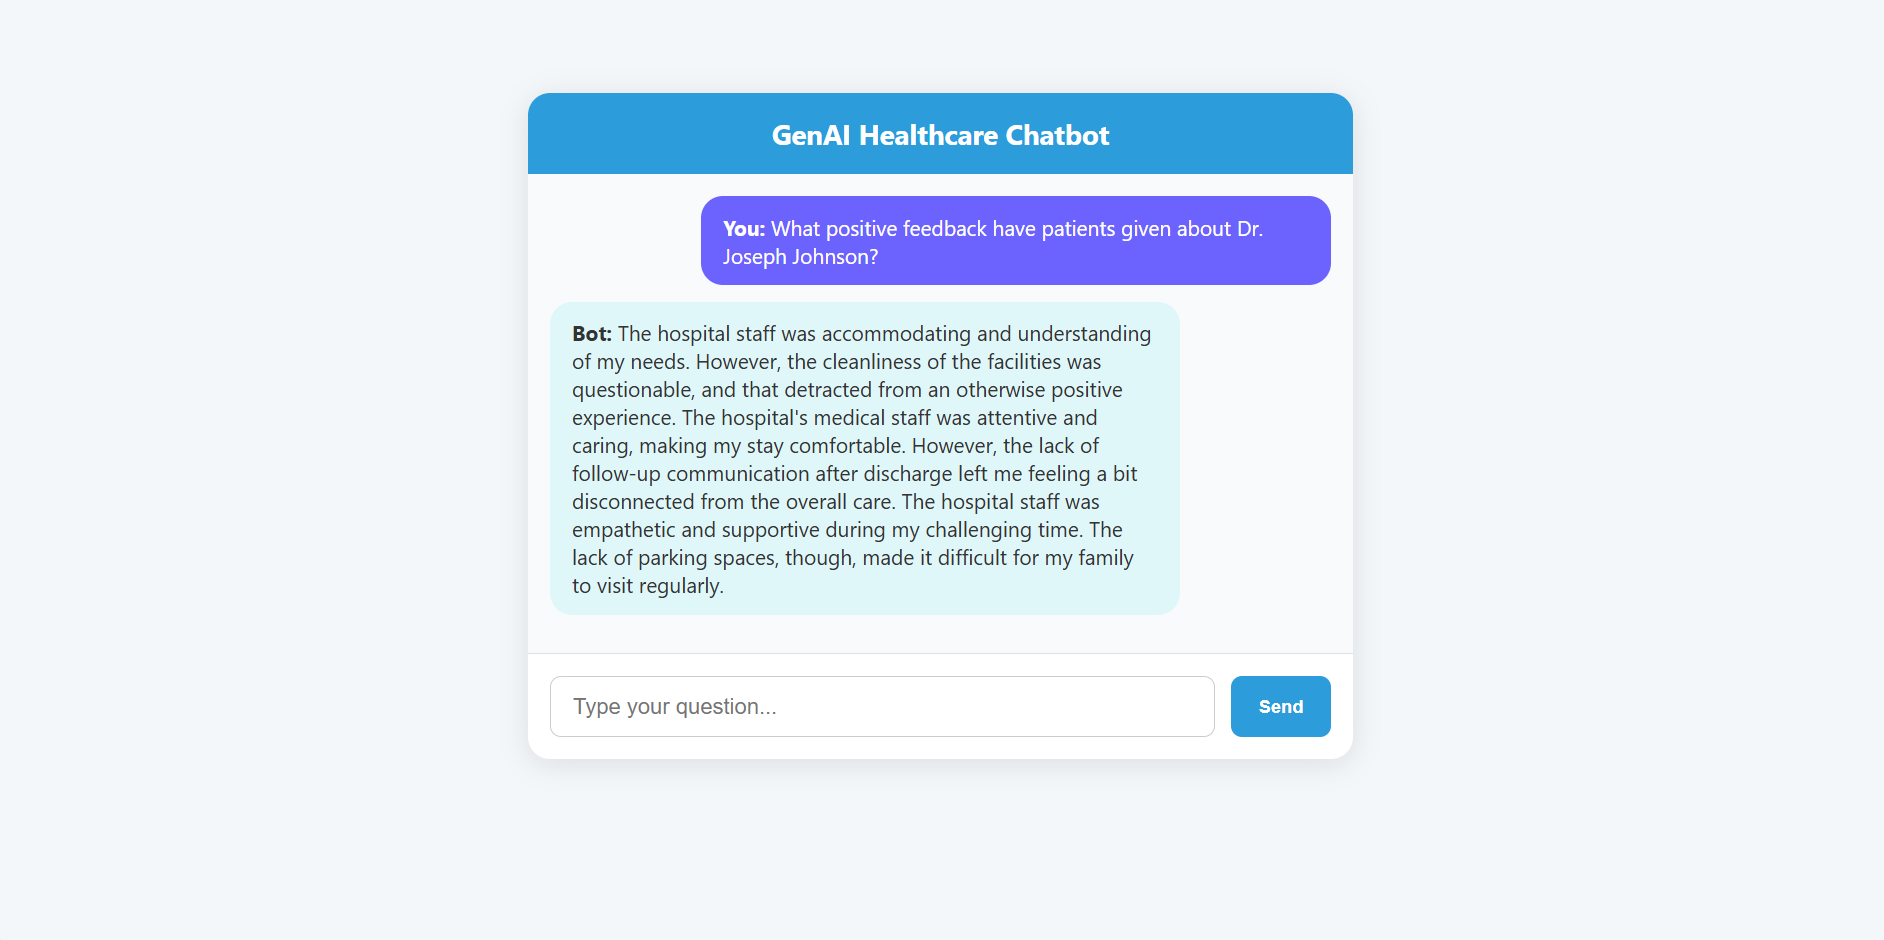 GenAI Healthcare Chatbot
You: What positive feedback have patients given about Dr.
Joseph Johnson?
Bot: The hospital staff was accommodating and understanding
of my needs. However, the cleanliness of the facilities was
questionable, and that detracted from an otherwise positive
experience. The hospital's medical staff was attentive and
caring, making my stay comfortable. However, the lack of
follow-up communication after discharge left me feeling a bit
disconnected from the overall care. The hospital staff was
empathetic and supportive during my challenging time. The
lack of parking spaces, though, made it difficult for my family
to visit regularly.
Type your question...
Send